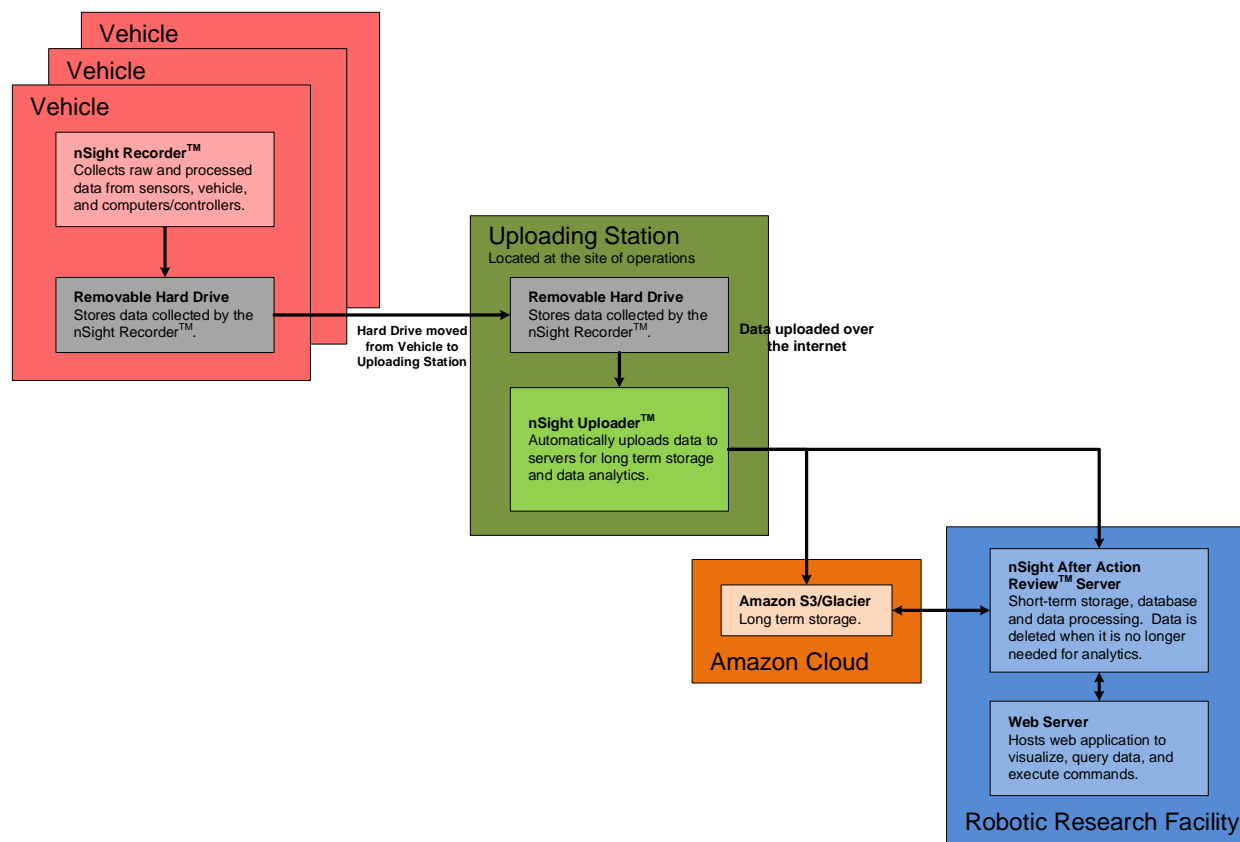 Vehicle
Vehicle
Vehicle
nSight Recorder™
Collects raw and processed
data from sensors, vehicle,
and computers/controllers.
Removable Hard Drive
Stores data collected by the
nSight Recorder™.
Hard Drive moved
from Vehicle to
Uploading Station
Uploading Station
Located at the site of operations
Removable Hard Drive
Stores data collected by the
nSight Recorder™.
Data uploaded over
the internet
nSight Uploader™
Automatically uploads data to
servers for long term storage
and data analytics.
Amazon S3/Glacier
Long term storage.
Amazon Cloud
nSight After Action
Review™ Server
Short-term storage, database
and data processing.  Data is
deleted when it is no longer
needed for analytics.
Web Server
Hosts web application to
visualize, query data, and
execute commands.
Robotic Research Facility